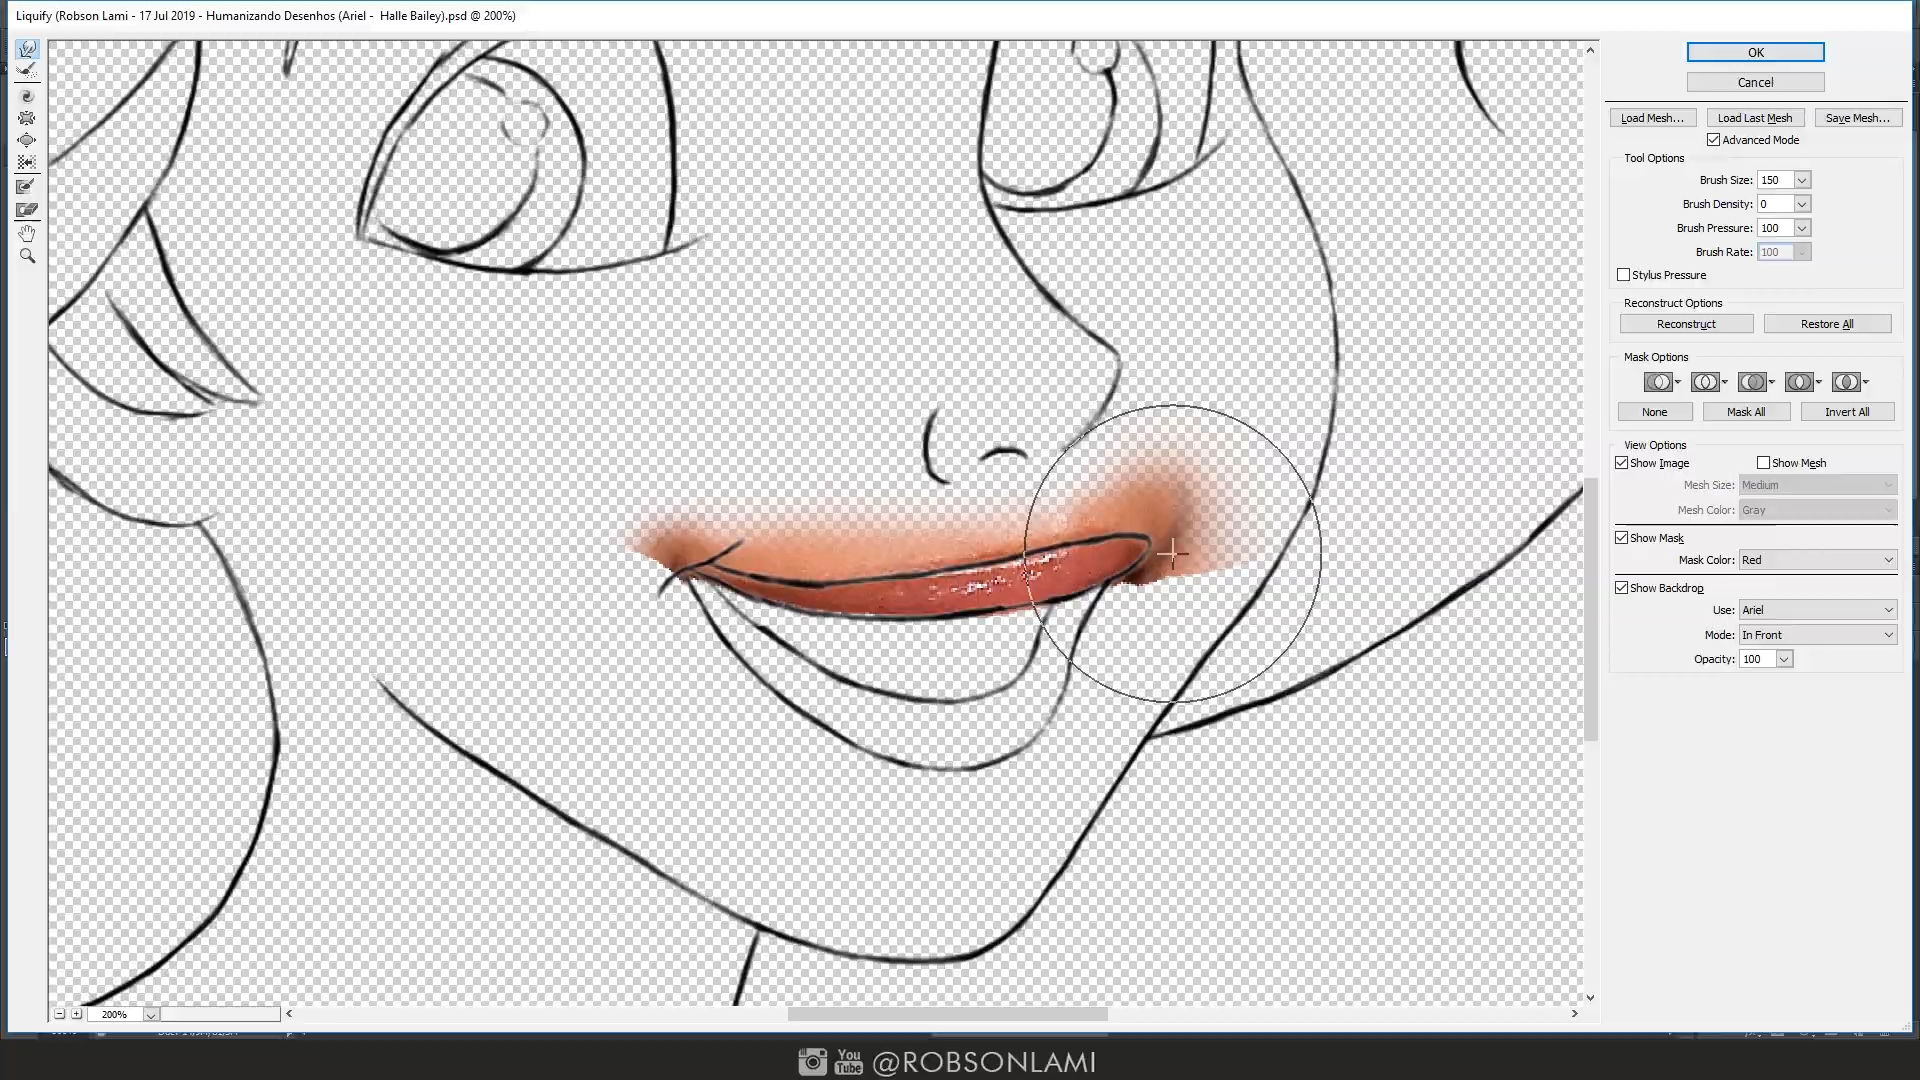 Liquify (Robson Lami - 17 Jul 2019 - Humanizando Desenhos (Ariel -  Halle Bailey).psd @ 200%)
OK
Cancel
Load Mesh...
Load Last Mesh
Save Mesh...
Advanced Mode
Tool Options
Brush Size: 150
Brush Density: 0
Brush Pressure: 100
Brush Rate: 100
Stylus Pressure
Reconstruct Options
Reconstruct
Restore All
Mask Options
None
Mask All
Invert All
View Options
Show Image
Show Mesh
Mesh Size: Medium
Mesh Color: Gray
Show Mask
Mask Color: Red
Show Backdrop
Use: Ariel
Mode: In Front
Opacity: 100
200%
You Tube @ROBSONLAMI